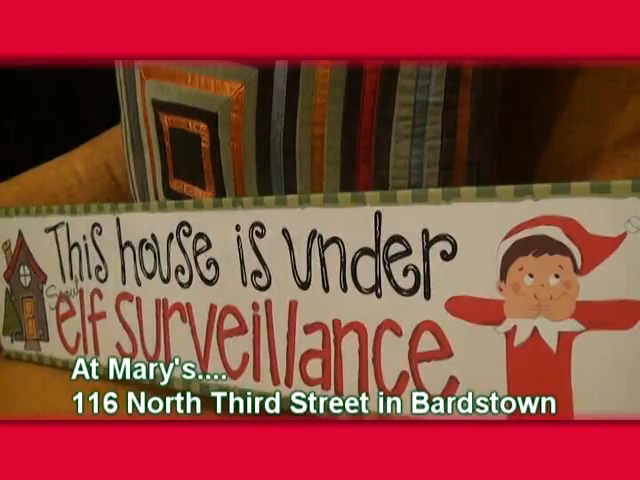 This house is under
elf surveillance
At Mary's....
116 North Third Street in Bardstown